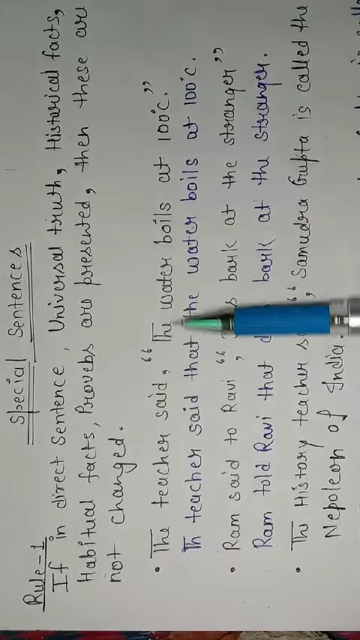 Special Sentences
Rule-1
If in direct Sentence, Universal truth, Historical facts,
Habitual facts, Proverbs are presented, then these are
not changed.
• The teacher said, “The water boils at 100°C.”
Th teacher said that the water boils at 100°C.
• Ram said to Ravi, “ bark at the stranger”
Ram told Ravi that bark at the stranger.
• The History teacher “Samudra Gupta is called the
Nepoleon of India.